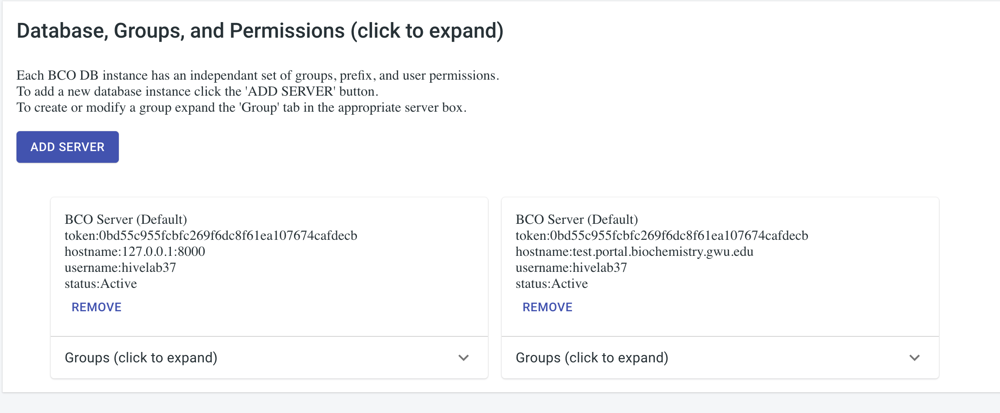 Database, Groups, and Permissions (click to expand)
Each BCO DB instance has an independant set of groups, prefix, and user permissions.
To add a new database instance click the 'ADD SERVER' button.
To create or modify a group expand the 'Group' tab in the appropriate server box.
ADD SERVER
BCO Server (Default)
token:0bd55c955fcbfc269f6dc8f61ea107674cafdecb
hostname:127.0.0.1:8000
username:hivelab37
status:Active
REMOVE
Groups (click to expand)
BCO Server (Default)
token:0bd55c955fcbfc269f6dc8f61ea107674cafdecb
hostname:test.portal.biochemistry.gwu.edu
username:hivelab37
status:Active
REMOVE
Groups (click to expand)